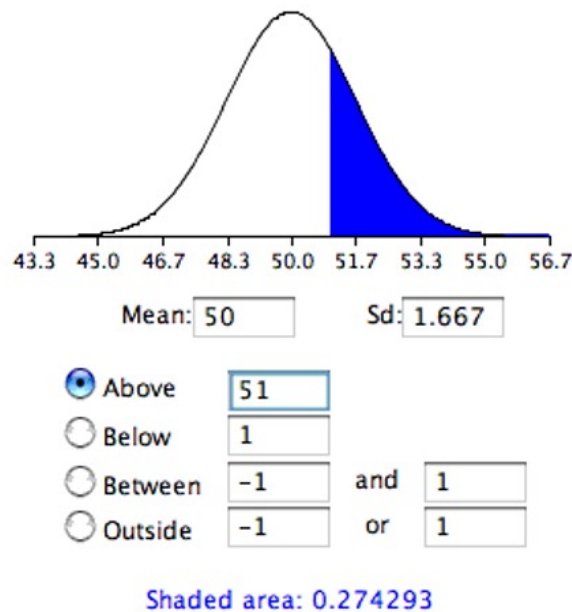 43.3 45.0 46.7 48.3 50.0 51.7 53.3 55.0 56.7
Mean: 50 Sd: 1.667
Above 51
Below 1
Between -1 and 1
Outside -1 or 1
Shaded area: 0.274293